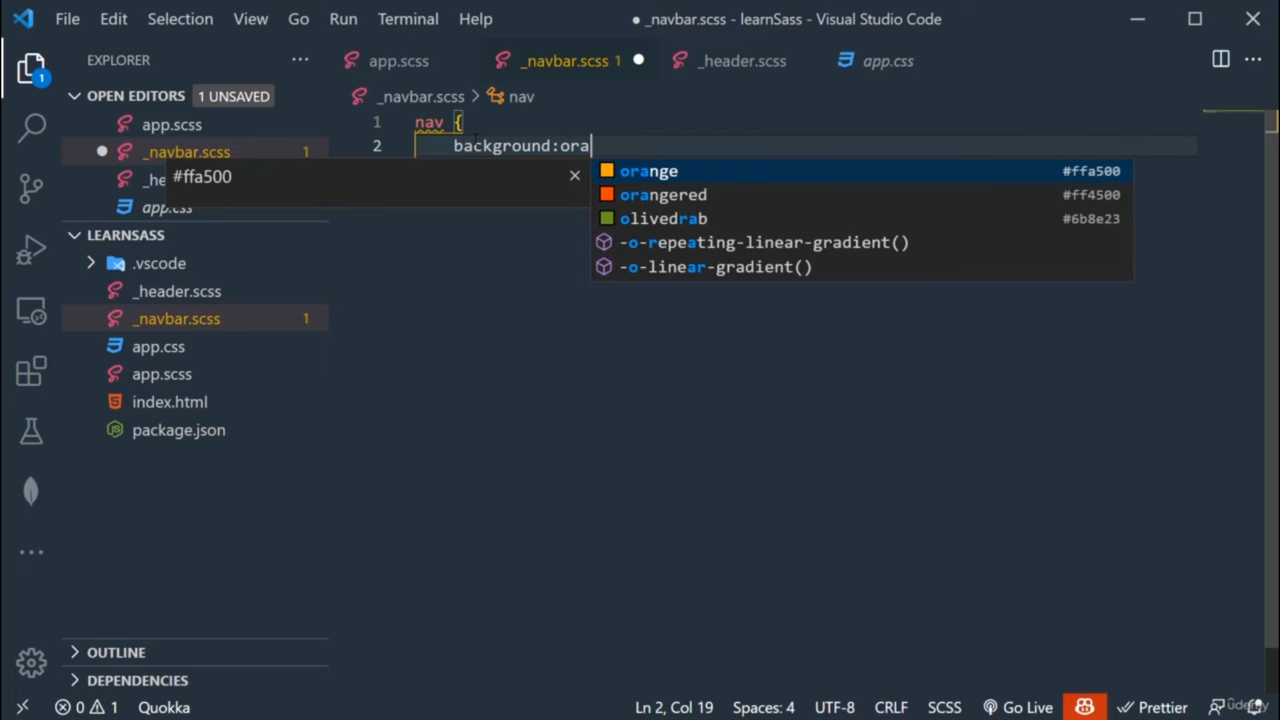 File Edit Selection View Go Run Terminal Help
● _navbar.scss - learnSass - Visual Studio Code
EXPLORER
app.scss
_navbar.scss 1
_header.scss
app.css
OPEN EDITORS 1 UNSAVED
_navbar.scss > nav
app.scss
1 nav {
_navbar.scss 1
2 background:ora
_he
#ffa500
app.css
orange #ffa500
orangered #ff4500
olivedrab #6b8e23
-o-repeating-linear-gradient()
-o-linear-gradient()
LEARNSASS
.vscode
_header.scss
_navbar.scss 1
app.css
app.scss
index.html
package.json
OUTLINE
DEPENDENCIES
0 1 Quokka
Ln 2, Col 19 Spaces: 4 UTF-8 CRLF SCSS Go Live Prettier
udemy